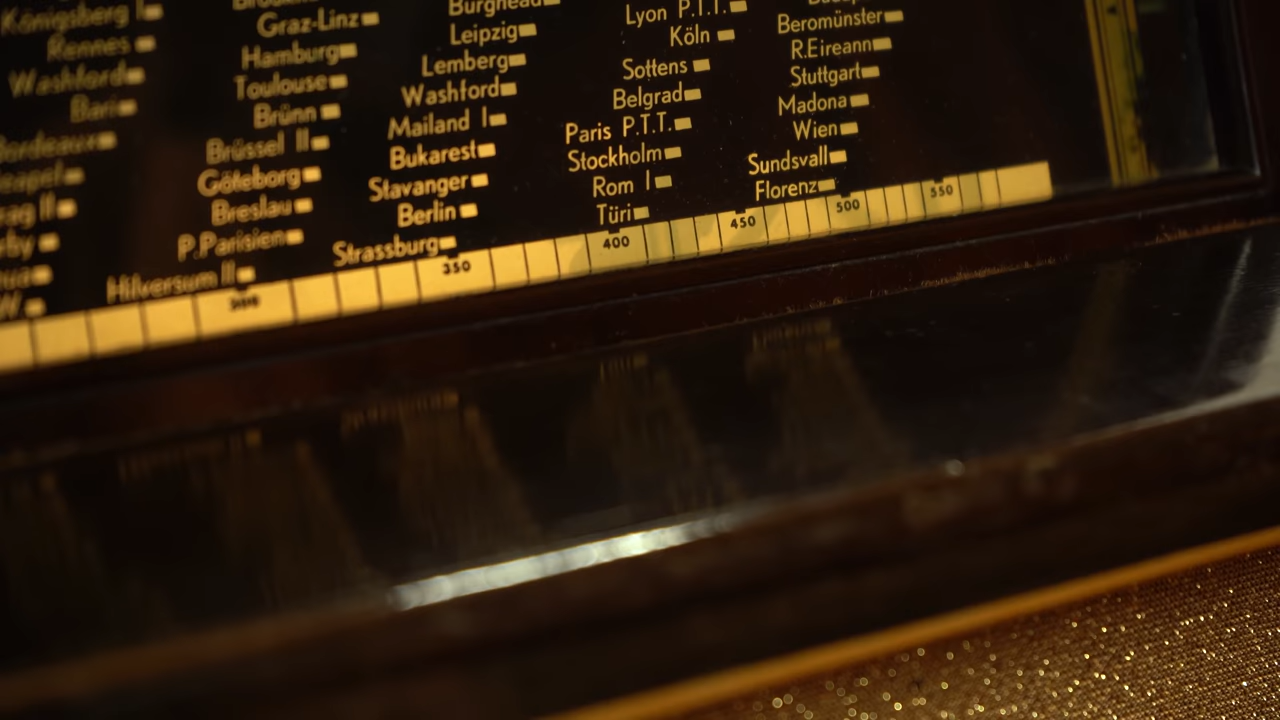 Königsberg I
Rennes
Washford
Bari
Bordeaux
Graz-Linz
Hamburg
Toulouse
Brünn
Brüssel II
Göteborg
Breslau
P.Parisien
Hilversum II
Burghead
Leipzig
Lemberg
Washford
Mailand I
Bukarest
Stavanger
Berlin
Strassburg
Lyon P.T.T.
Köln
Sottens
Belgrad
Paris P.T.T.
Stockholm
Rom I
Türi
Beromünster
R.Eireann
Stuttgart
Madona
Wien
Sundsvall
Florenz
300 350 400 450 500 550